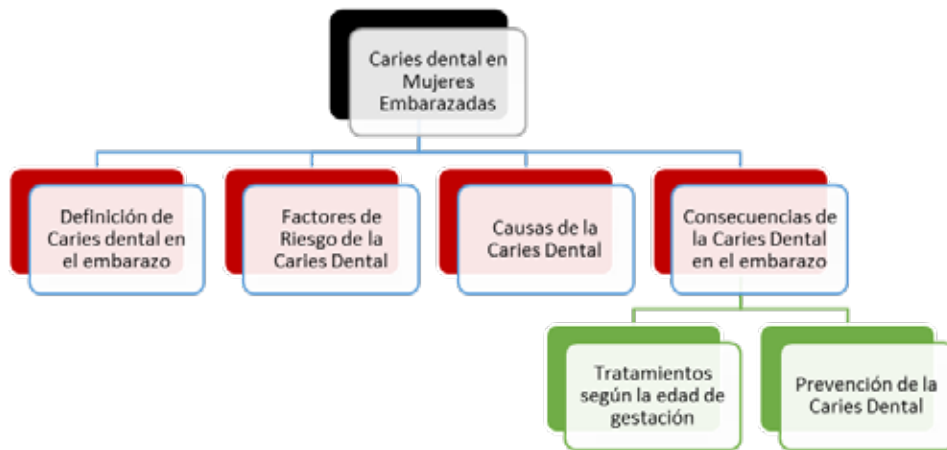 Caries dental en
Mujeres
Embarazadas
Definición de
Caries dental en
el embarazo
Factores de
Riesgo de la
Caries Dental
Causas de la
Caries Dental
Consecuencias de
la Caries Dental
en el embarazo
Tratamientos
según la edad de
gestación
Prevención de la
Caries Dental